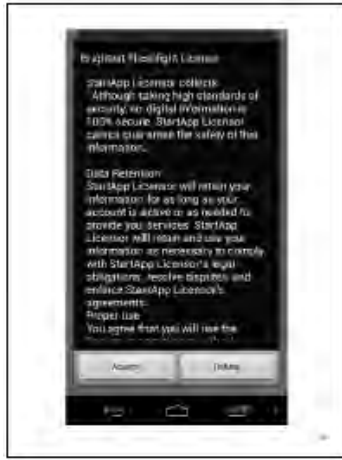 Brightest Flashlight License
StartApp Licensor collects.
Although taking high standards of
security, no digital information is
100% secure. StartApp Licensor
cannot guarantee the safety of this
information.
Data Retention
StartApp Licensor will retain your
information for as long as your
account is active or as needed to
provide you services. StartApp
Licensor will retain and use your
information as necessary to comply
with StartApp Licensor's legal
obligations, resolve disputes and
enforce StartApp Licensor's
agreements.
Proper use
You agree that you will use the
Accept